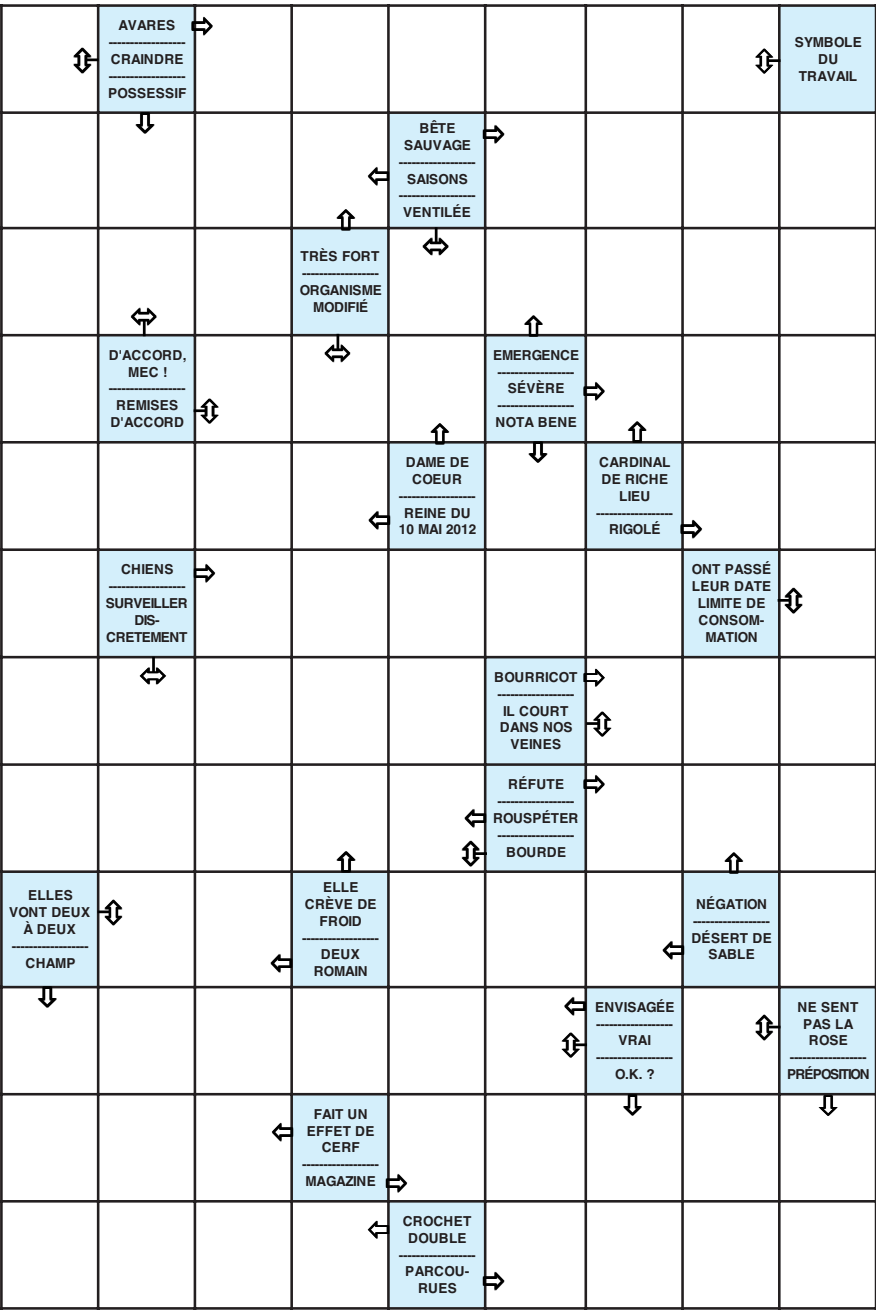 AVARES
CRAINDRE
POSSESSIF
SYMBOLE
DU
TRAVAIL
BÊTE
SAUVAGE
SAISONS
VENTILÉE
TRÈS FORT
ORGANISME
MODIFIÉ
D'ACCORD,
MEC !
REMISES
D'ACCORD
EMERGENCE
SÉVÈRE
NOTA BENE
DAME DE
COEUR
REINE DU
10 MAI 2012
CARDINAL
DE RICHE
LIEU
RIGOLÉ
CHIENS
SURVEILLER
DIS-
CRETEMENT
ONT PASSÉ
LEUR DATE
LIMITE DE
CONSOM-
MATION
BOURRICOT
IL COURT
DANS NOS
VEINES
RÉFUTE
ROUSPÉTER
BOURDE
ELLES
VONT DEUX
À DEUX
CHAMP
ELLE
CRÈVE DE
FROID
DEUX
ROMAIN
NÉGATION
DÉSERT DE
SABLE
ENVISAGÉE
VRAI
O.K. ?
NE SENT
PAS LA
ROSE
PRÉPOSITION
FAIT UN
EFFET DE
CERF
MAGAZINE
CROCHET
DOUBLE
PARCOU-
RUES